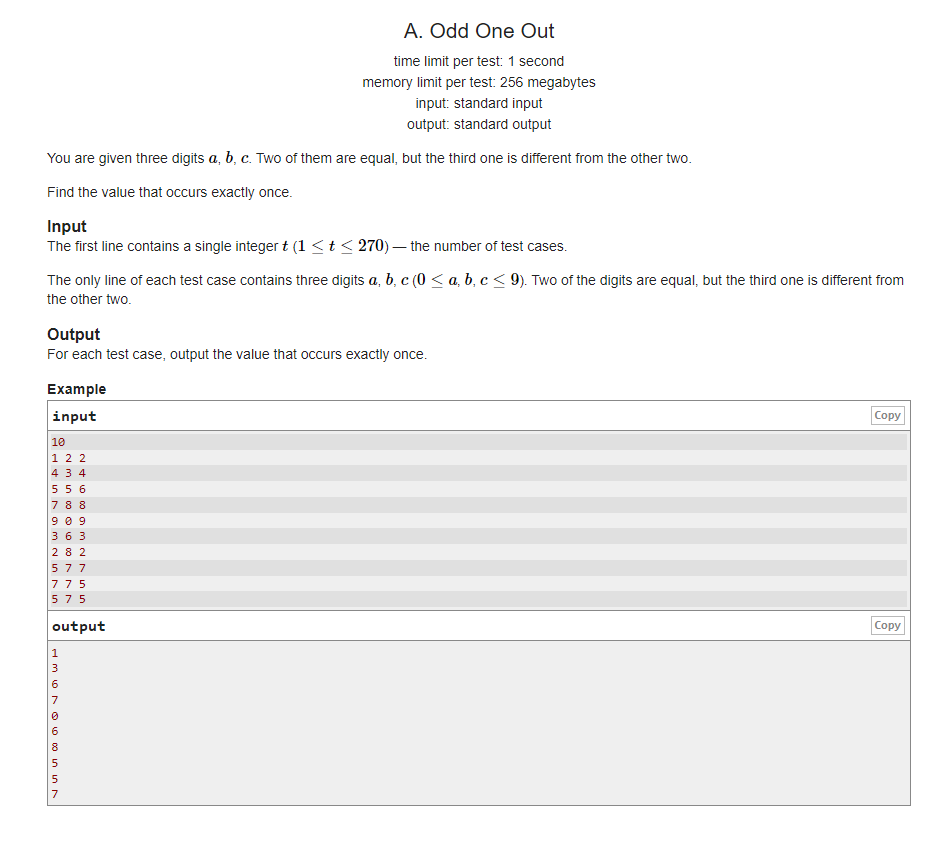 A. Odd One Out
time limit per test: 1 second
memory limit per test: 256 megabytes
input: standard input
output: standard output
You are given three digits a, b, c. Two of them are equal, but the third one is different from the other two.
Find the value that occurs exactly once.
Input
The first line contains a single integer t (1 ≤ t ≤ 270) — the number of test cases.
The only line of each test case contains three digits a, b, c (0 ≤ a, b, c ≤ 9). Two of the digits are equal, but the third one is different from
the other two.
Output
For each test case, output the value that occurs exactly once.
Example
input Copy
10
1 2 2
4 3 4
5 5 6
7 8 8
9 0 9
3 6 3
2 8 2
5 7 7
7 7 5
5 7 5
output Copy
1
3
6
7
0
6
8
5
5
7